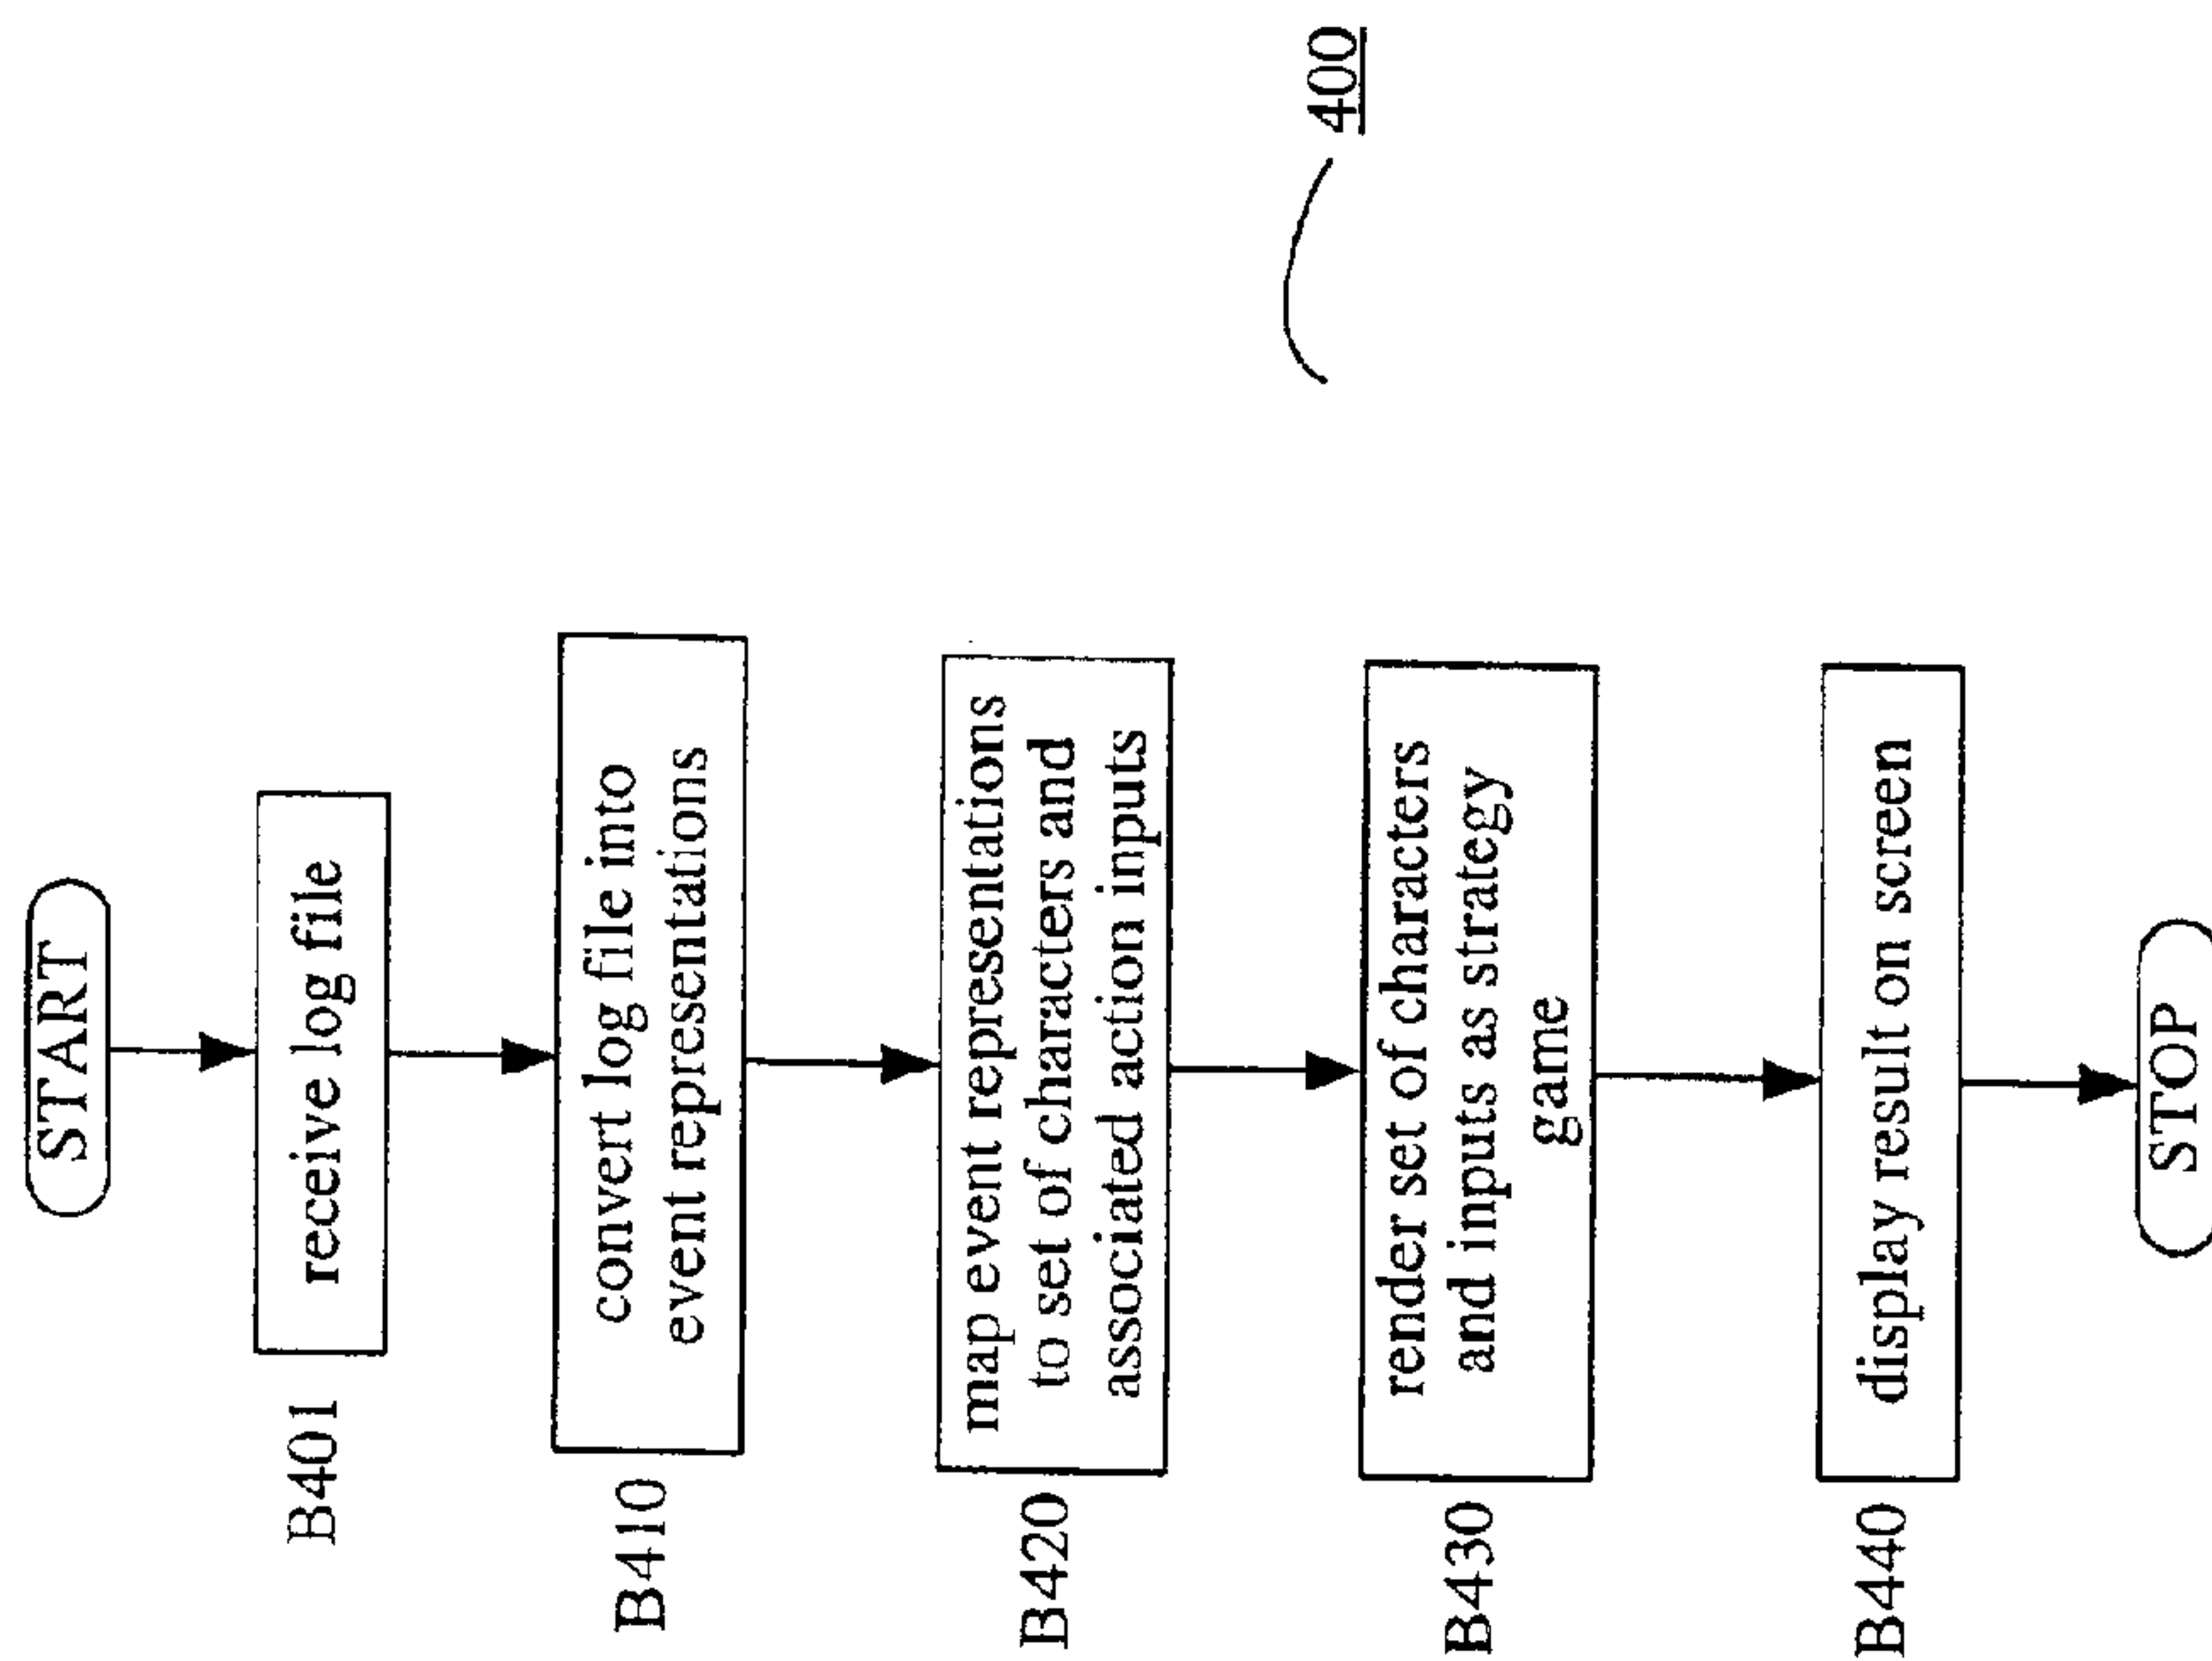 400
START
B401
receive log file
B410
convert log file into
event representations
B420
map event representations
to set of characters and
associated action inputs
B430
render set of characters
and inputs as strategy
game
B440
display result on screen
STOP